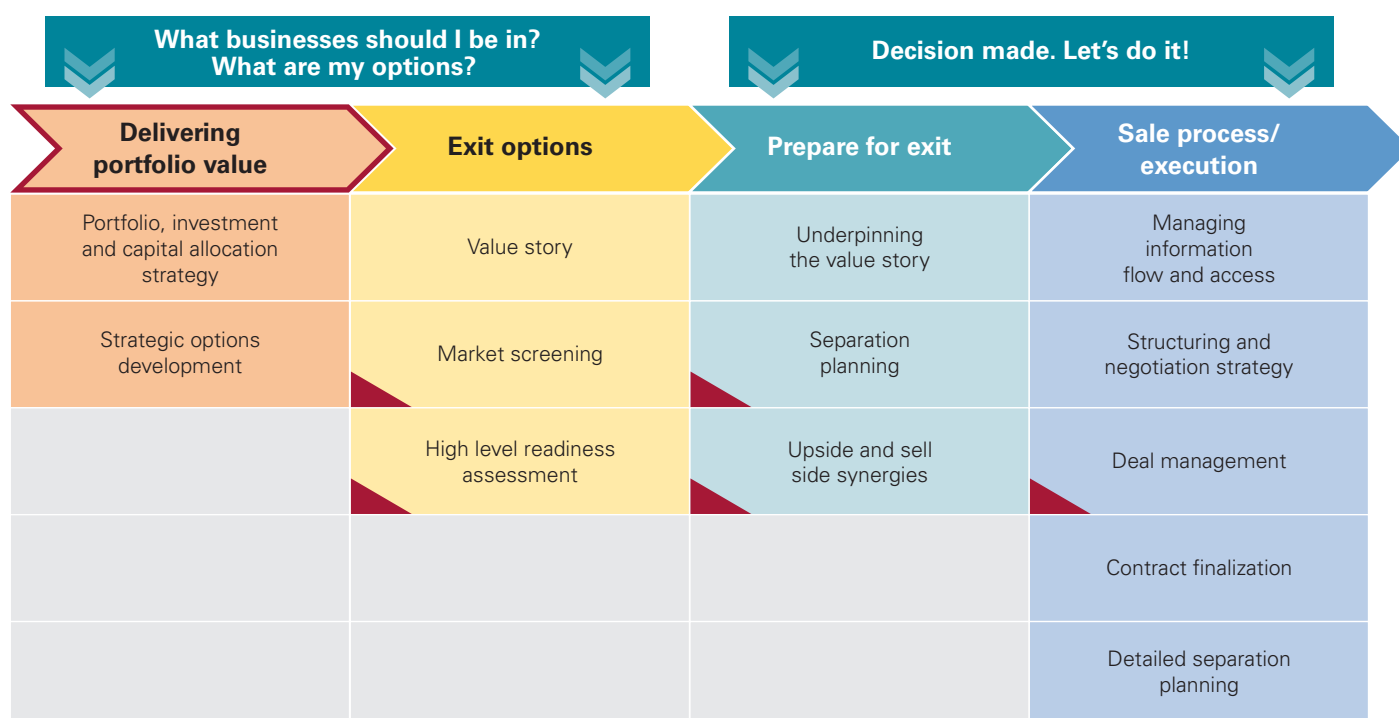 What businesses should I be in?
What are my options?
Decision made. Let's do it!
Delivering
portfolio value
Exit options
Prepare for exit
Sale process/
execution
Portfolio, investment
and capital allocation
strategy
Value story
Underpinning
the value story
Managing
information
flow and access
Strategic options
development
Market screening
Separation
planning
Structuring and
negotiation strategy
High level readiness
assessment
Upside and sell
side synergies
Deal management
Contract finalization
Detailed separation
planning